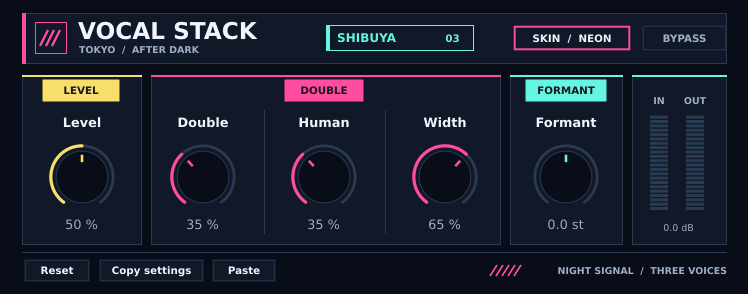 VOCAL STACK
TOKYO / AFTER DARK
SHIBUYA 03
SKIN / NEON
BYPASS
LEVEL
DOUBLE
FORMANT
IN OUT
Level
Double
Human
Width
Formant
50 %
35 %
35 %
65 %
0.0 st
0.0 dB
Reset
Copy settings
Paste
NIGHT SIGNAL / THREE VOICES